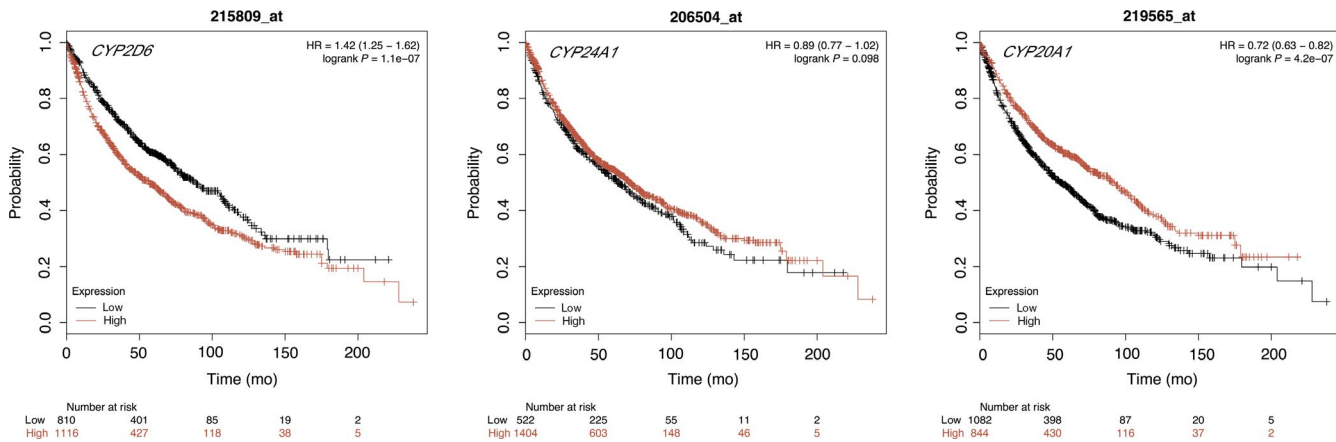 215809_at
CYP2D6
HR = 1.42 (1.25 – 1.62)
logrank P = 1.1e−07
Probability
1.0
0.8
0.6
0.4
0.2
0.0
Expression
Low
High
0 50 100 150 200
Time (mo)
Number at risk
Low 810 401 85 19 2
High 1116 427 118 38 5
206504_at
CYP24A1
HR = 0.89 (0.77 – 1.02)
logrank P = 0.098
Probability
1.0
0.8
0.6
0.4
0.2
0.0
Expression
Low
High
0 50 100 150 200
Time (mo)
Number at risk
Low 522 225 55 11 2
High 1404 603 148 46 5
219565_at
CYP20A1
HR = 0.72 (0.63 – 0.82)
logrank P = 4.2e−07
Probability
1.0
0.8
0.6
0.4
0.2
0.0
Expression
Low
High
0 50 100 150 200
Time (mo)
Number at risk
Low 1082 398 87 20 5
High 844 430 116 37 2